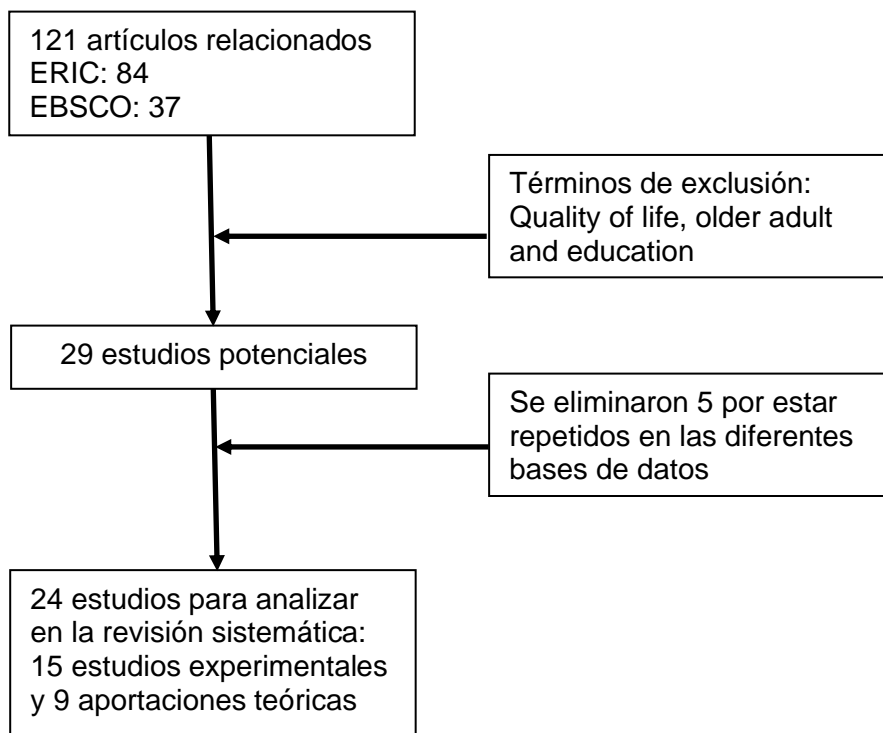 121 artículos relacionados
ERIC: 84
EBSCO: 37
Términos de exclusión:
Quality of life, older adult
and education
29 estudios potenciales
Se eliminaron 5 por estar
repetidos en las diferentes
bases de datos
24 estudios para analizar
en la revisión sistemática:
15 estudios experimentales
y 9 aportaciones teóricas